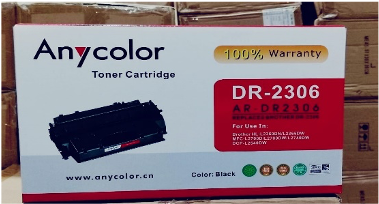 Anycolor
Toner Cartridge
100% Warranty
DR-2306
AR-DR2306
For Use In:
www.anycolor.cn
Color: Black